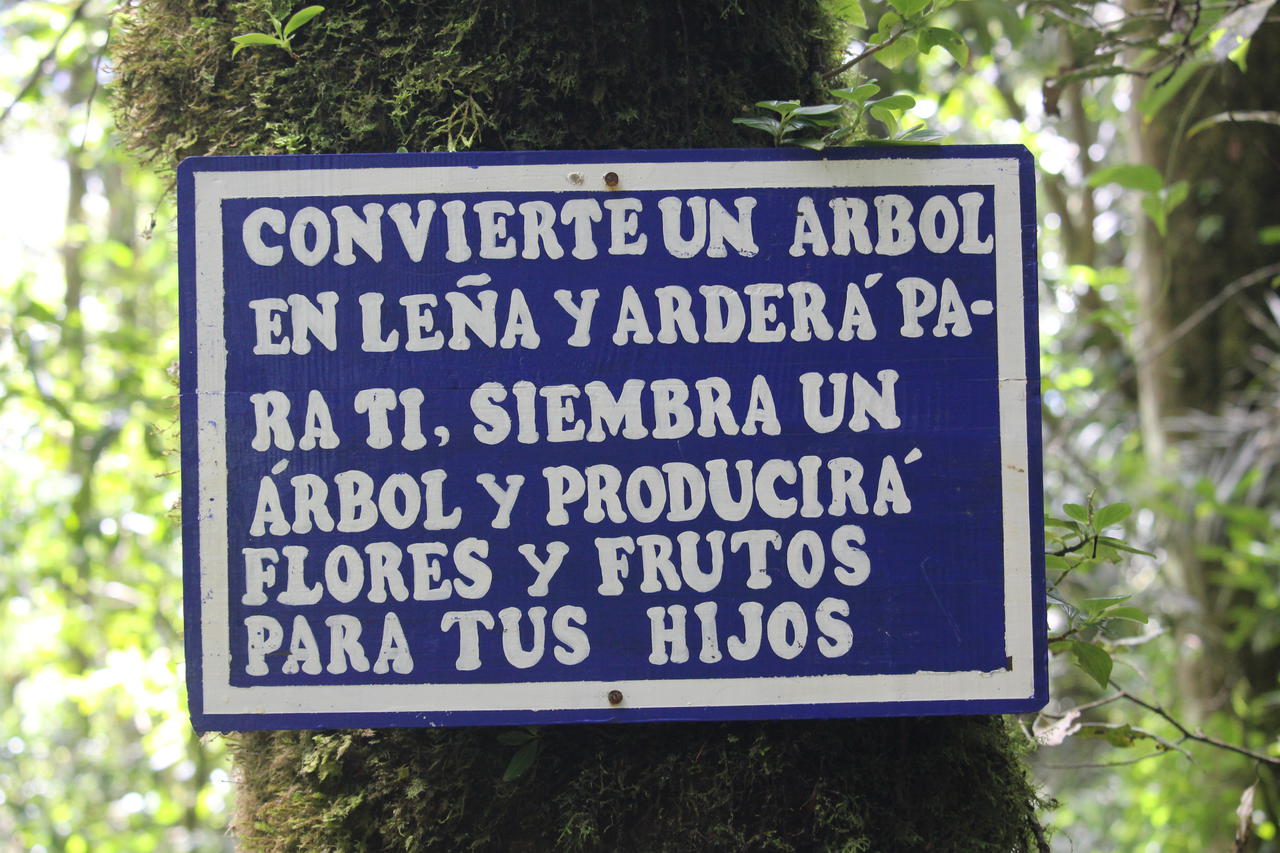 CONVIERTE UN ARBOL
EN LEÑA Y ARDERÁ PA-
RA TI, SIEMBRA UN
ÁRBOL Y PRODUCIRÁ
FLORES Y FRUTOS
PARA TUS HIJOS